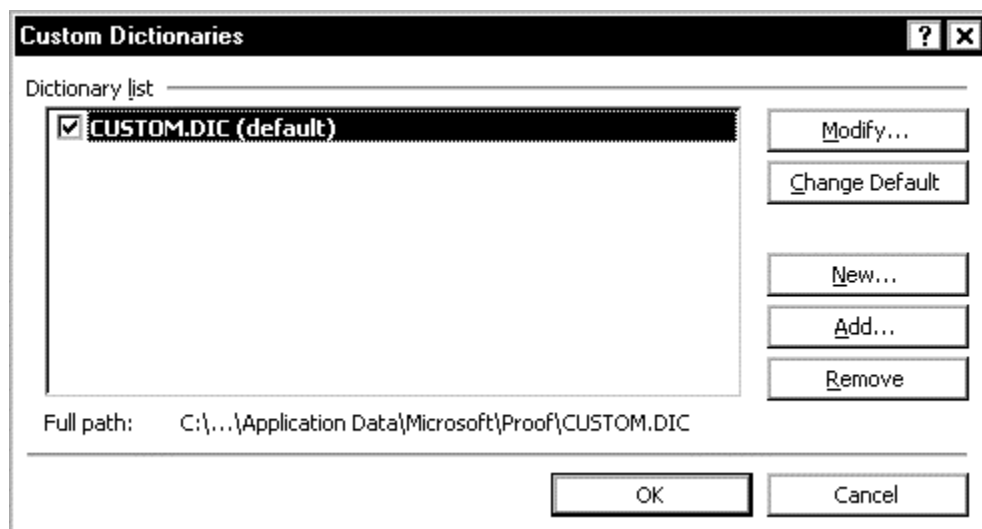 Custom Dictionaries
Dictionary list
CUSTOM.DIC (default)
Modify...
Change Default
New...
Add...
Remove
Full path: C:\...\Application Data\Microsoft\Proof\CUSTOM.DIC
OK Cancel